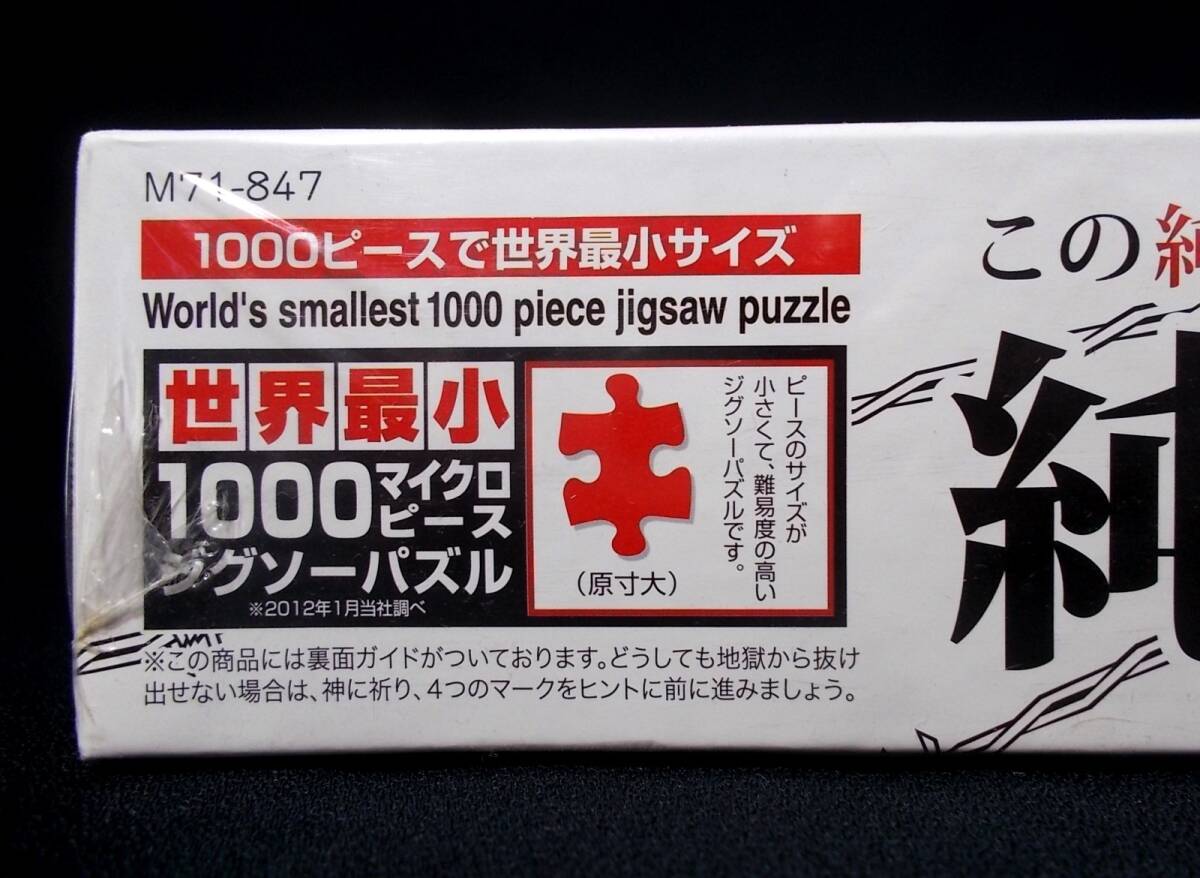 M71-847
1000ピースで世界最小サイズ
World's smallest 1000 piece jigsaw puzzle
世界最小
1000マイクロピース
ジグソーパズル
※2012年1月当社調べ
ピースのサイズが
小さくて、難易度の高い
ジグソーパズルです。
(原寸大)
※この商品には裏面ガイドがついております。どうしても地獄から抜け
出せない場合は、神に祈り、4つのマークをヒントに前に進みましょう。
この純
純